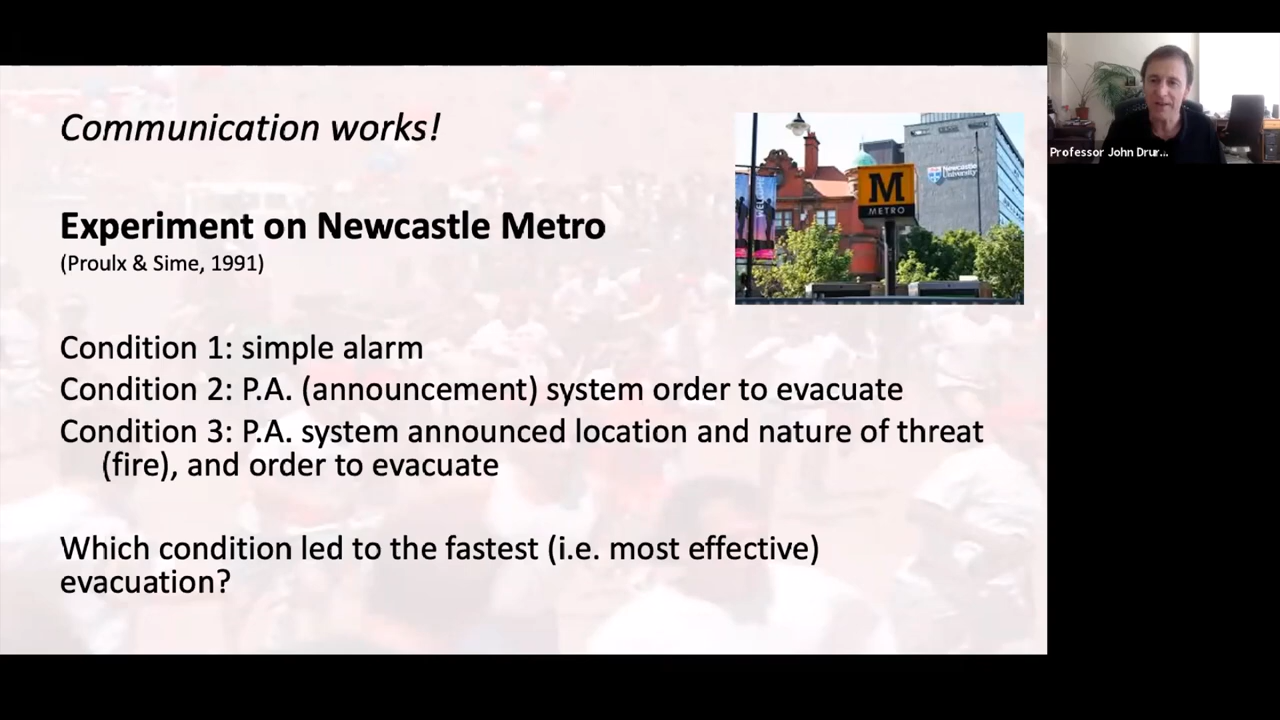 Communication works!
Experiment on Newcastle Metro
(Proulx & Sime, 1991)
Condition 1: simple alarm
Condition 2: P.A. (announcement) system order to evacuate
Condition 3: P.A. system announced location and nature of threat
(fire), and order to evacuate
Which condition led to the fastest (i.e. most effective)
evacuation?
WELCOME
M
METRO
Newcastle
University
Professor John Drur...